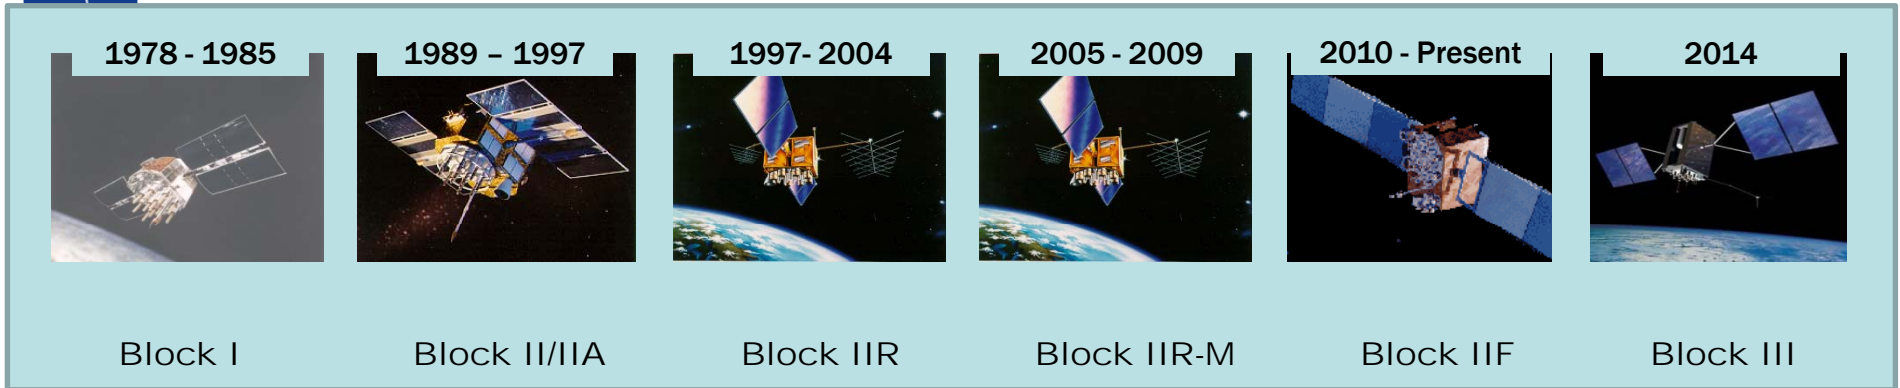 1978 - 1985
1989 – 1997
1997- 2004
2005 - 2009
2010 - Present
2014
Block I
Block II/IIA
Block IIR
Block IIR-M
Block IIF
Block III